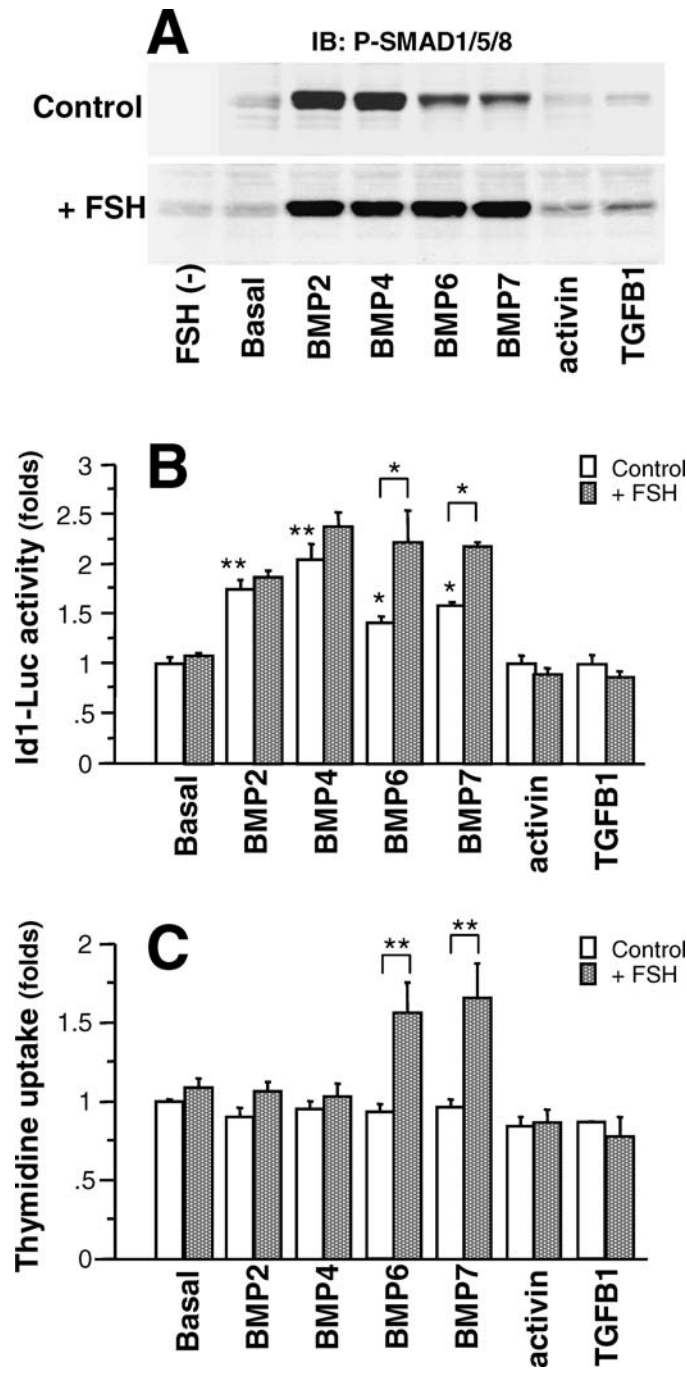 A
IB: P-SMAD1/5/8
Control
+ FSH
FSH (-)
Basal
BMP2
BMP4
BMP6
BMP7
activin
TGFB1
B
Id1-Luc activity (folds)
3
2.5
2
1.5
1
.5
0
**
**
*
*
*
*
Control
+ FSH
Basal
BMP2
BMP4
BMP6
BMP7
activin
TGFB1
C
Thymidine uptake (folds)
2
1.5
1
.5
0
**
**
Control
+ FSH
Basal
BMP2
BMP4
BMP6
BMP7
activin
TGFB1